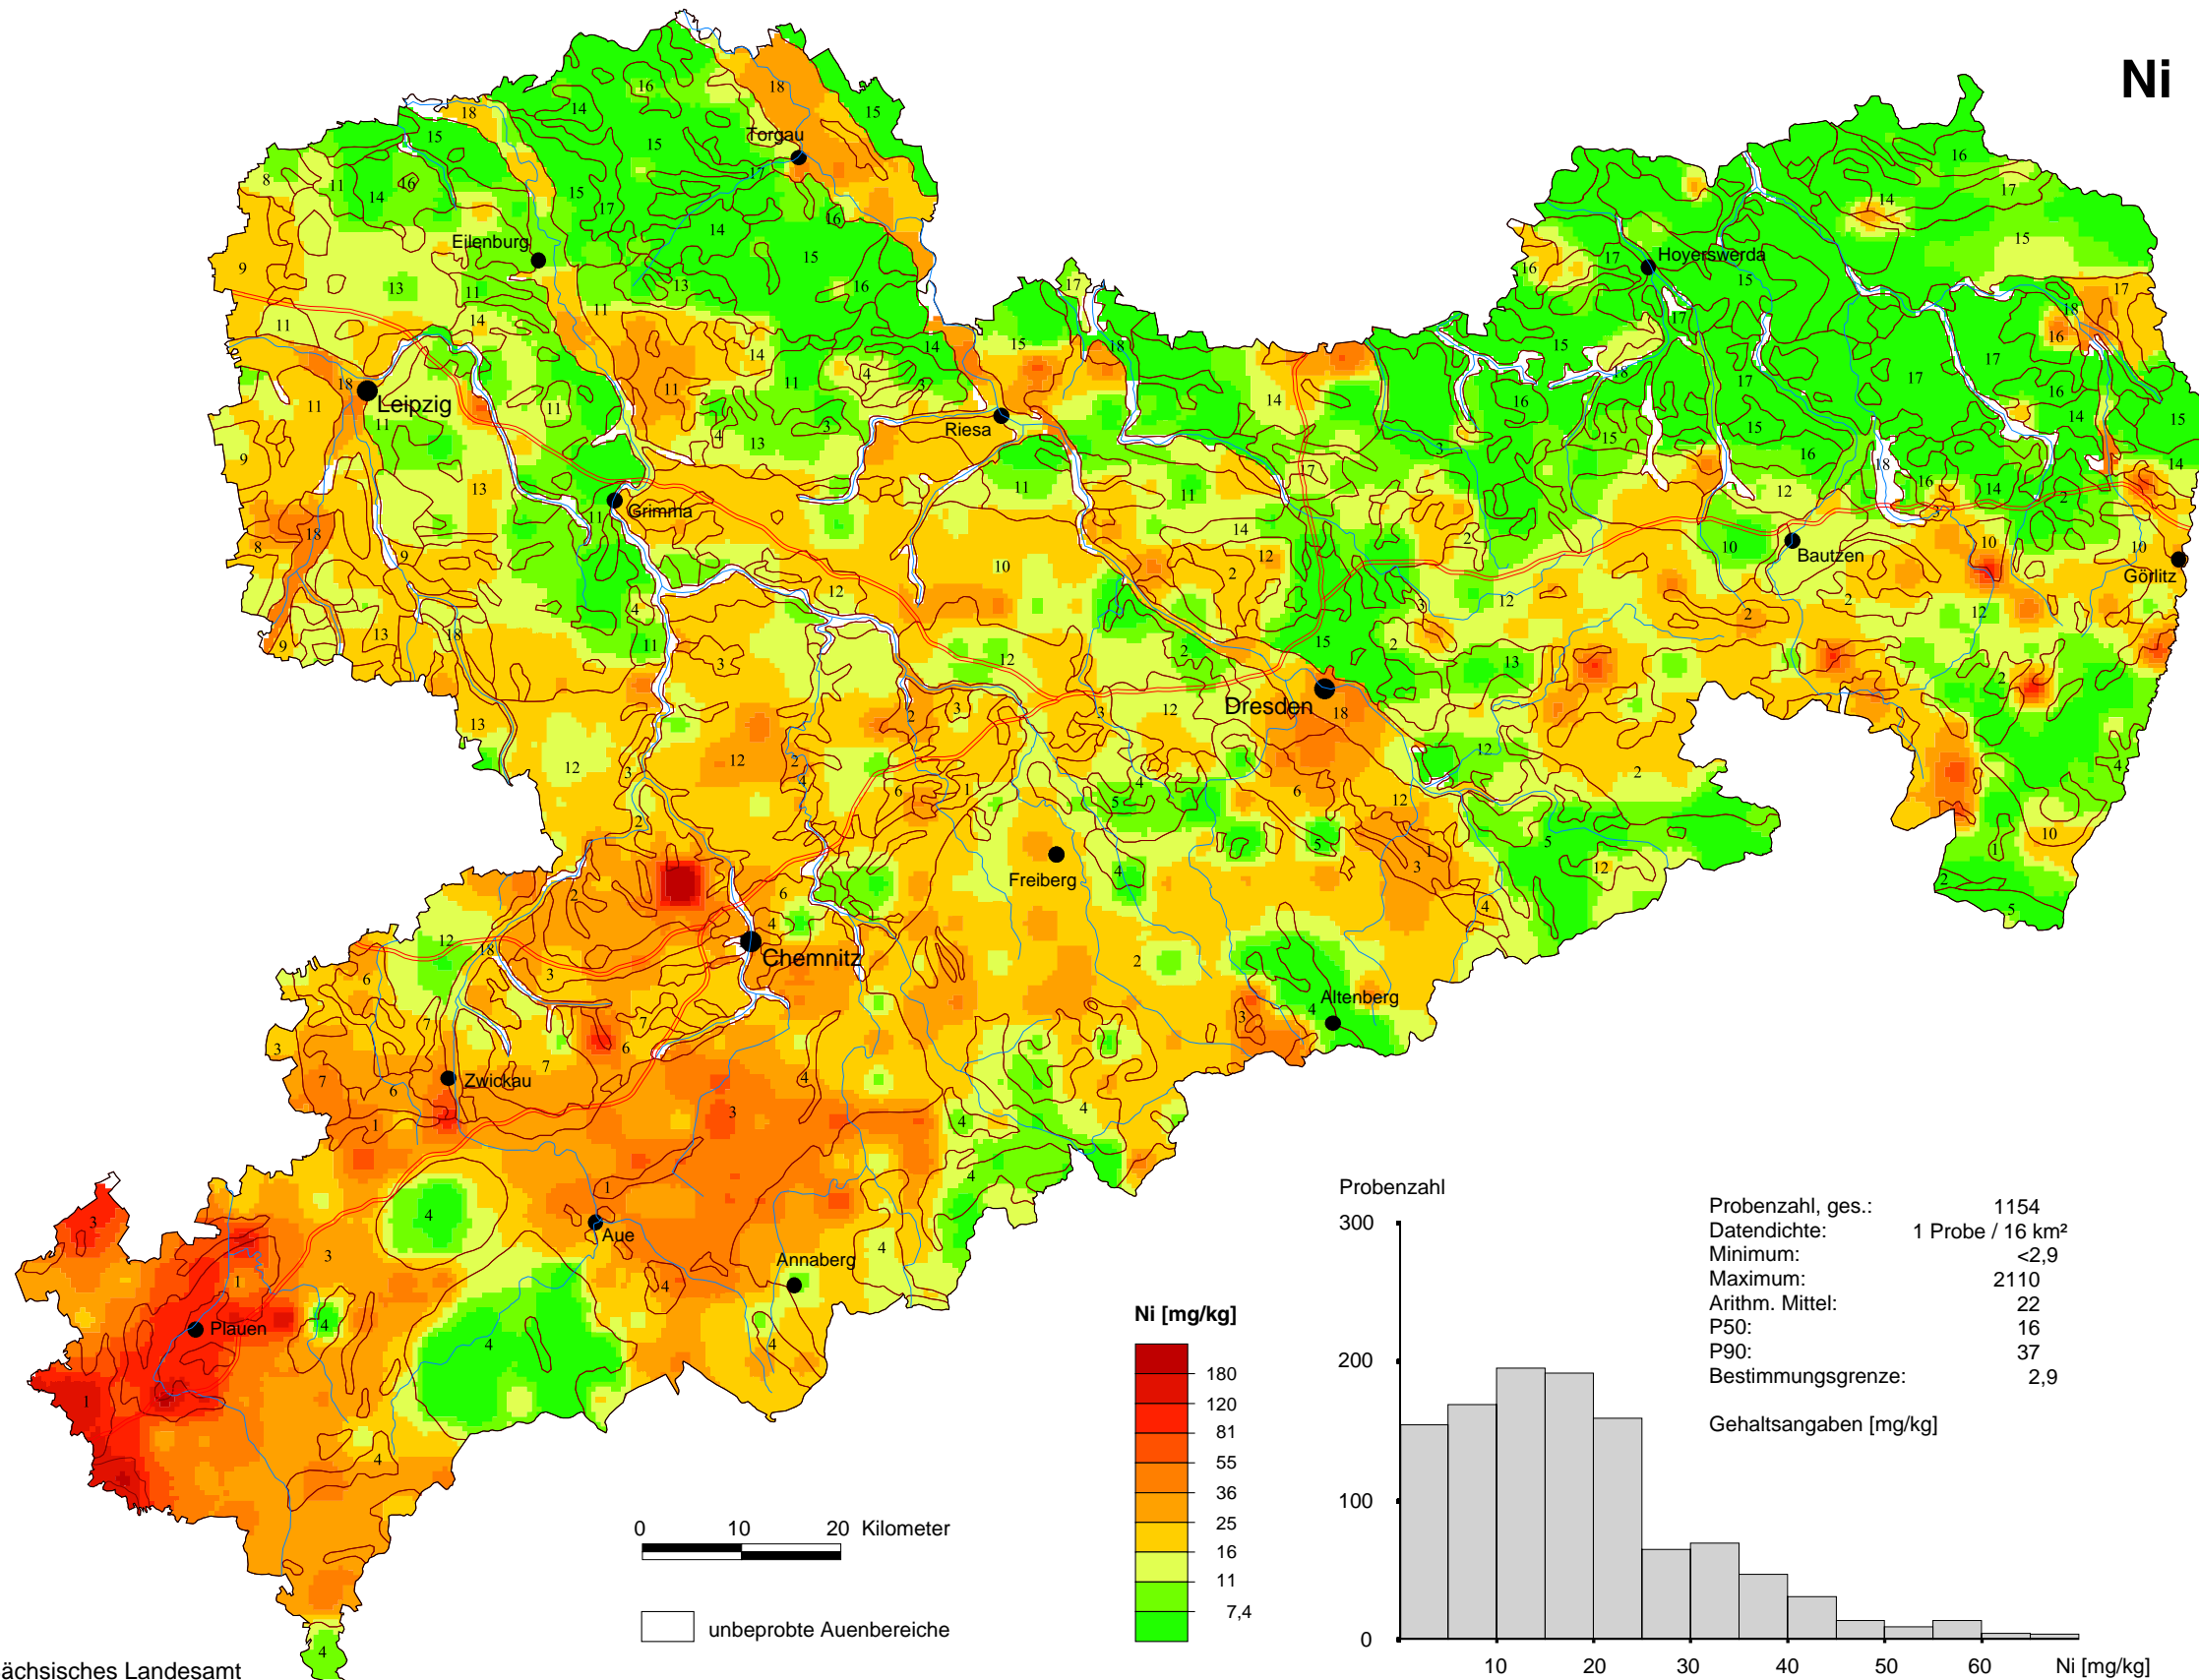 Ni
Torgau
Eilenburg
Hoyerswerda
Leipzig
Riesa
Grimma
Bautzen
Görlitz
Dresden
Freiberg
Chemnitz
Altenberg
Zwickau
Aue
Annaberg
Plauen
Probenzahl
300
200
100
0
10 20 30 40 50 60 Ni [mg/kg]
Probenzahl, ges.: 1154
Datendichte: 1 Probe / 16 km²
Minimum: <2,9
Maximum: 2110
Arithm. Mittel: 22
P50: 16
P90: 37
Bestimmungsgrenze: 2,9
Gehaltsangaben [mg/kg]
Ni [mg/kg]
180
120
81
55
36
25
16
11
7,4
0 10 20 Kilometer
unbeprobte Auenbereiche
ächsisches Landesamt